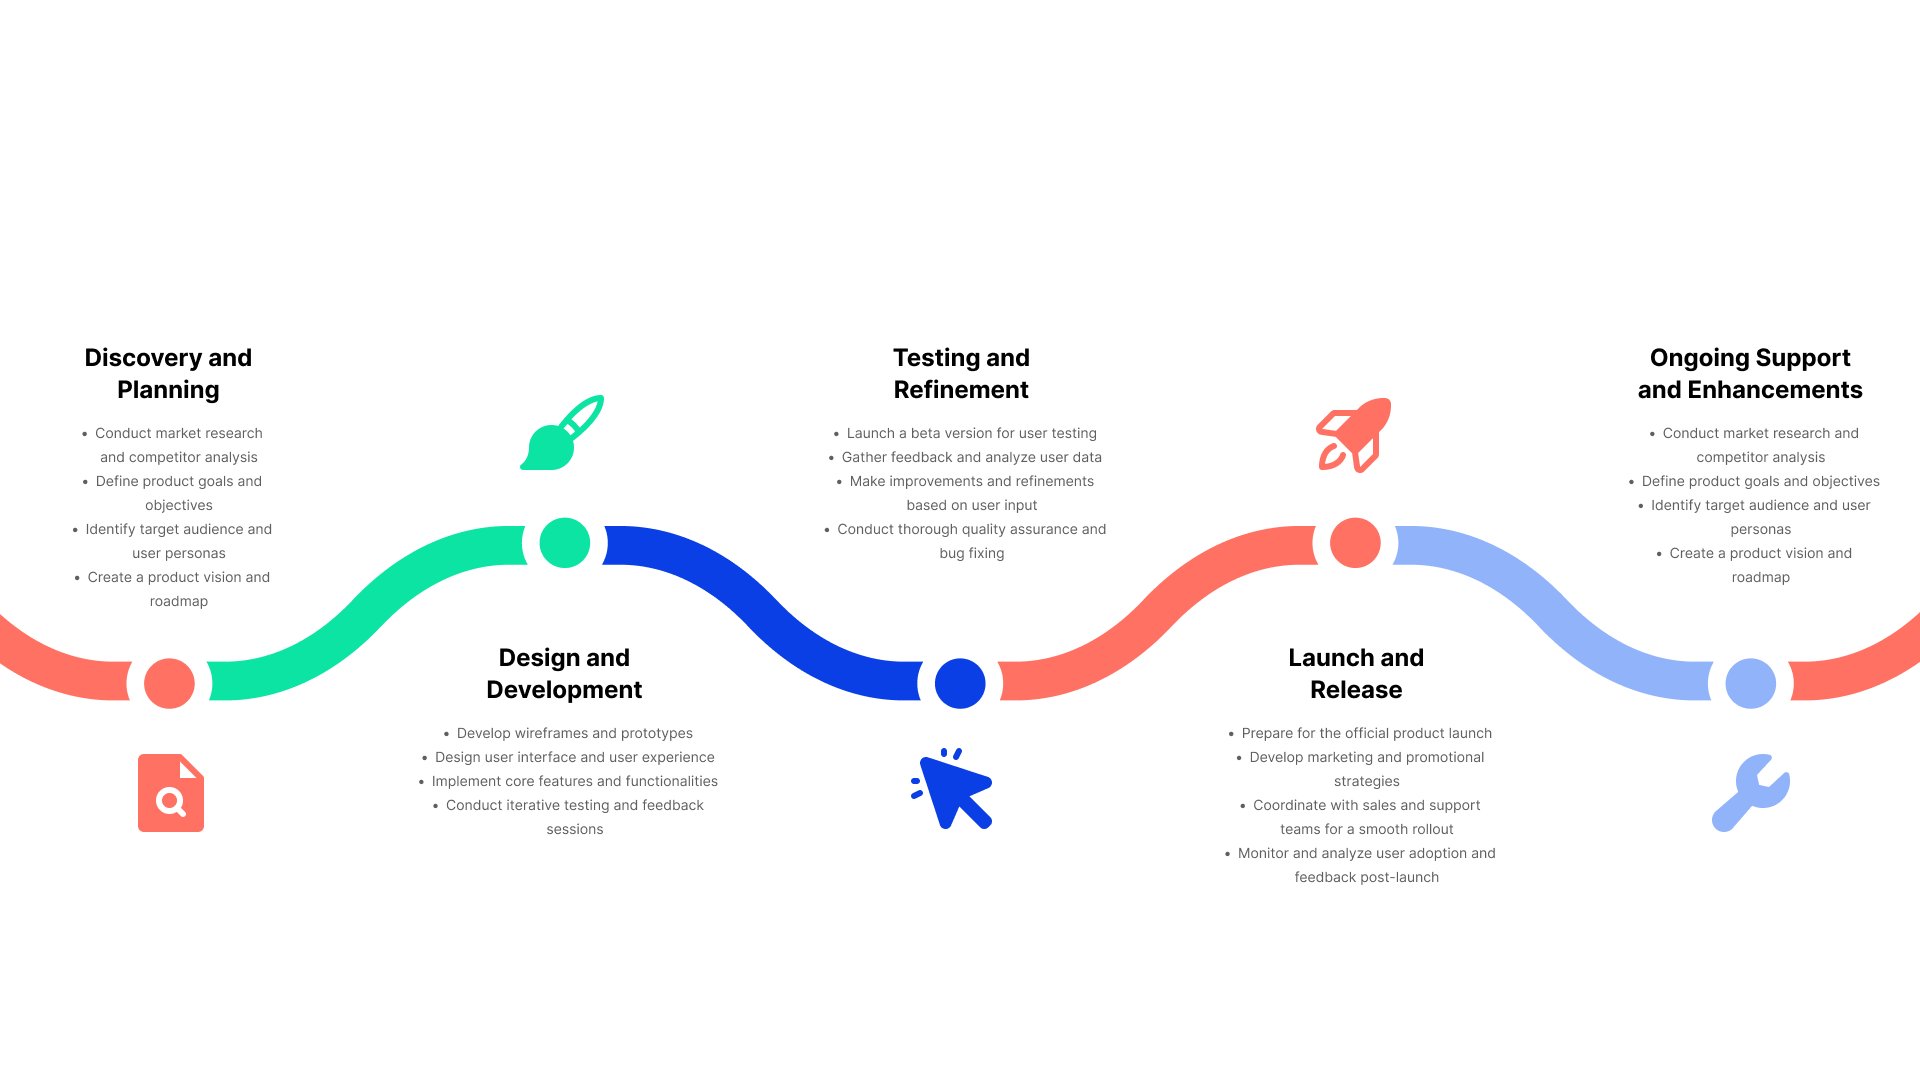 Discovery and
Planning
• Conduct market research
and competitor analysis
• Define product goals and
objectives
• Identify target audience and
user personas
• Create a product vision and
roadmap
Design and
Development
• Develop wireframes and prototypes
• Design user interface and user experience
• Implement core features and functionalities
• Conduct iterative testing and feedback
sessions
Testing and
Refinement
• Launch a beta version for user testing
• Gather feedback and analyze user data
• Make improvements and refinements
based on user input
• Conduct thorough quality assurance and
bug fixing
Launch and
Release
• Prepare for the official product launch
• Develop marketing and promotional
strategies
• Coordinate with sales and support
teams for a smooth rollout
• Monitor and analyze user adoption and
feedback post-launch
Ongoing Support
and Enhancements
• Conduct market research and
competitor analysis
• Define product goals and objectives
• Identify target audience and user
personas
• Create a product vision and
roadmap